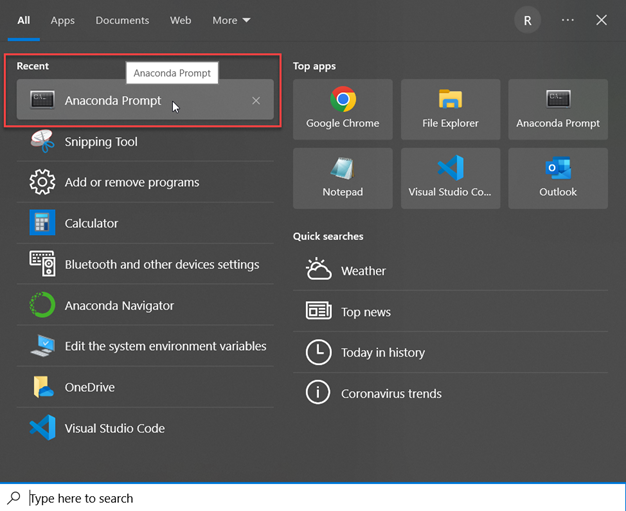 All Apps Documents Web More R ...
Recent
Anaconda Prompt
Anaconda Prompt
Snipping Tool
Add or remove programs
Calculator
Bluetooth and other devices settings
Anaconda Navigator
Edit the system environment variables
OneDrive
Visual Studio Code
Top apps
Google Chrome File Explorer Anaconda Prompt
Notepad Visual Studio Co... Outlook
Quick searches
Weather
Top news
Today in history
Coronavirus trends
Type here to search